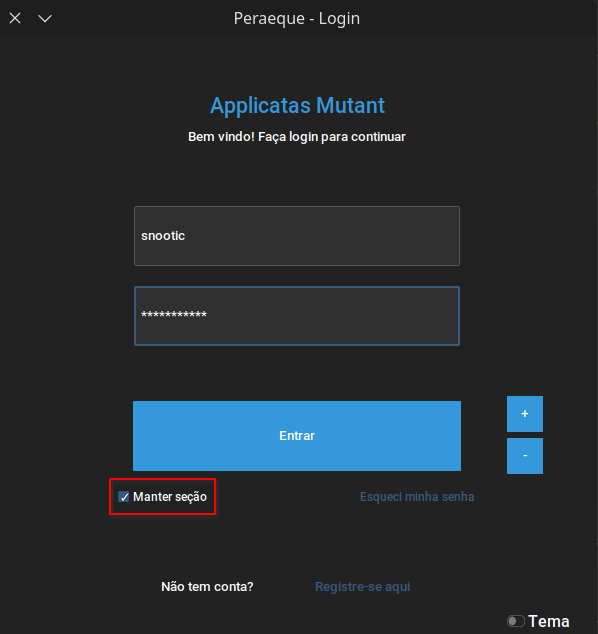 Peraeque - Login
Applicatas Mutant
Bem vindo! Faça login para continuar
snootic
***********
Entrar
+
-
Manter seção
Esqueci minha senha
Não tem conta? Registre-se aqui
Tema